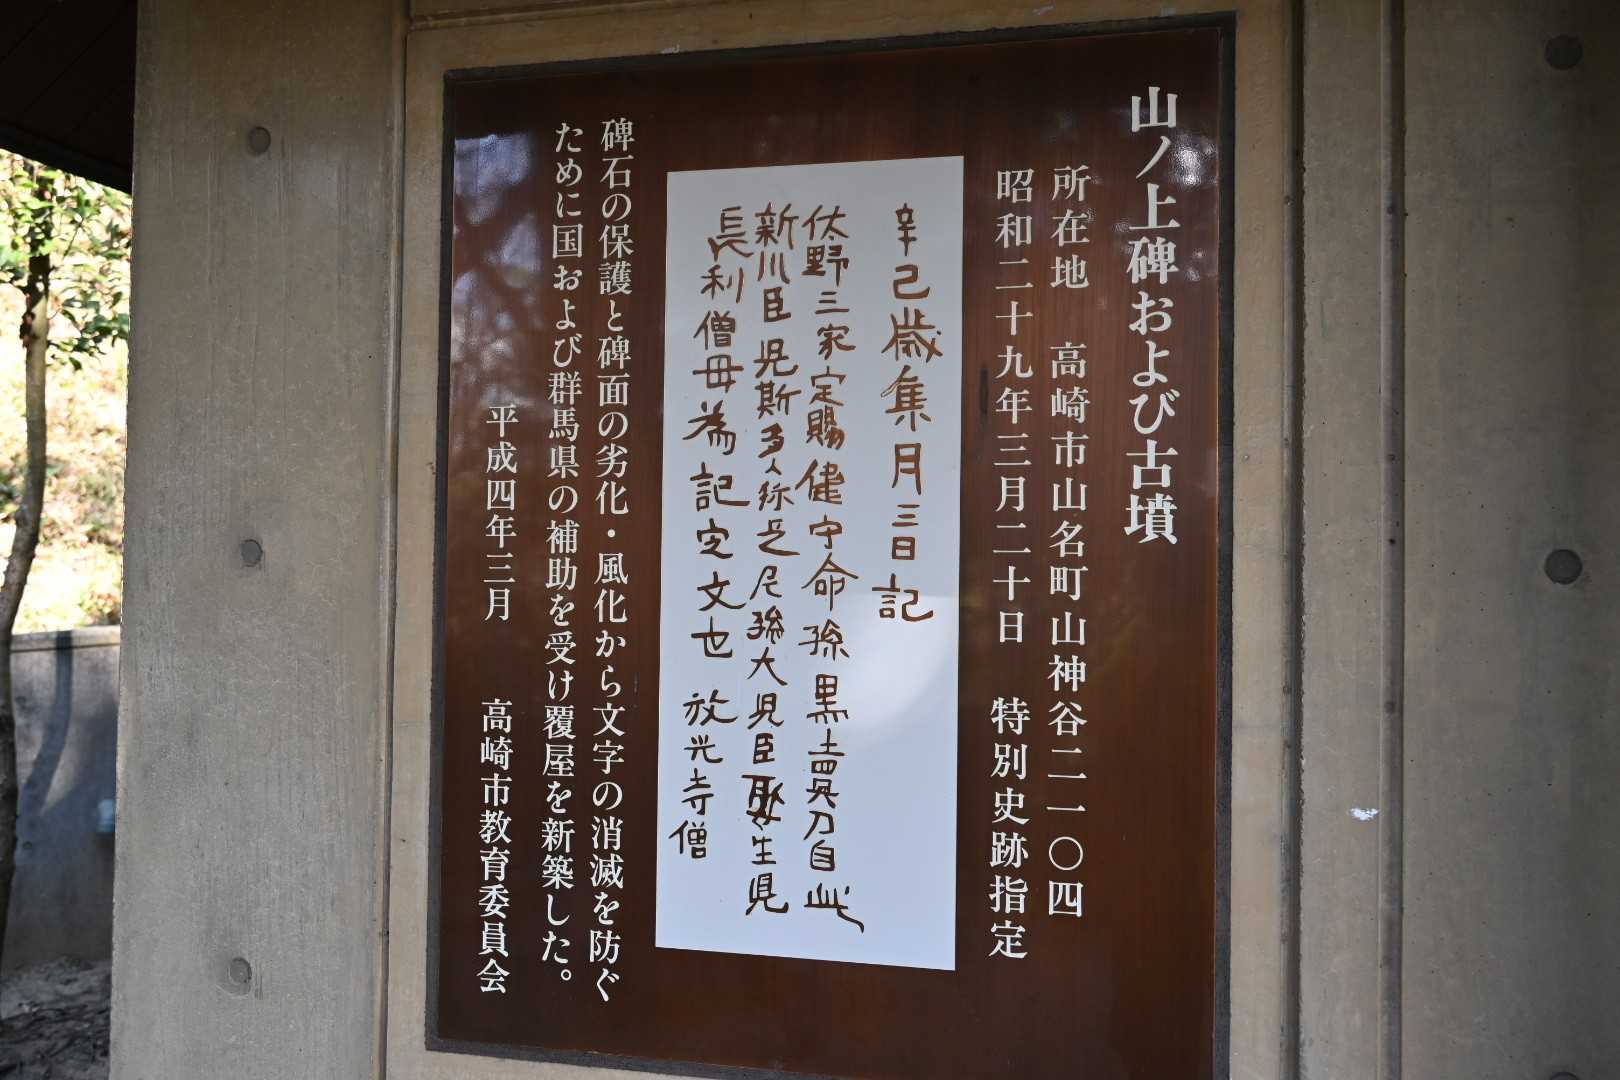 山ノ上碑および古墳
所在地　高崎市山名町山神谷二一〇四
昭和二十九年三月二十日　特別史跡指定
辛己歳集月三日記
佐野三家定賜健守命孫黒売刀自此
新川臣児斯多々弥足尼孫大児臣娶生児
長利僧母為記定文也　放光寺僧
碑石の保護と碑面の劣化・風化から文字の消滅を防ぐ
ために国および群馬県の補助を受け覆屋を新築した。
平成四年三月　高崎市教育委員会